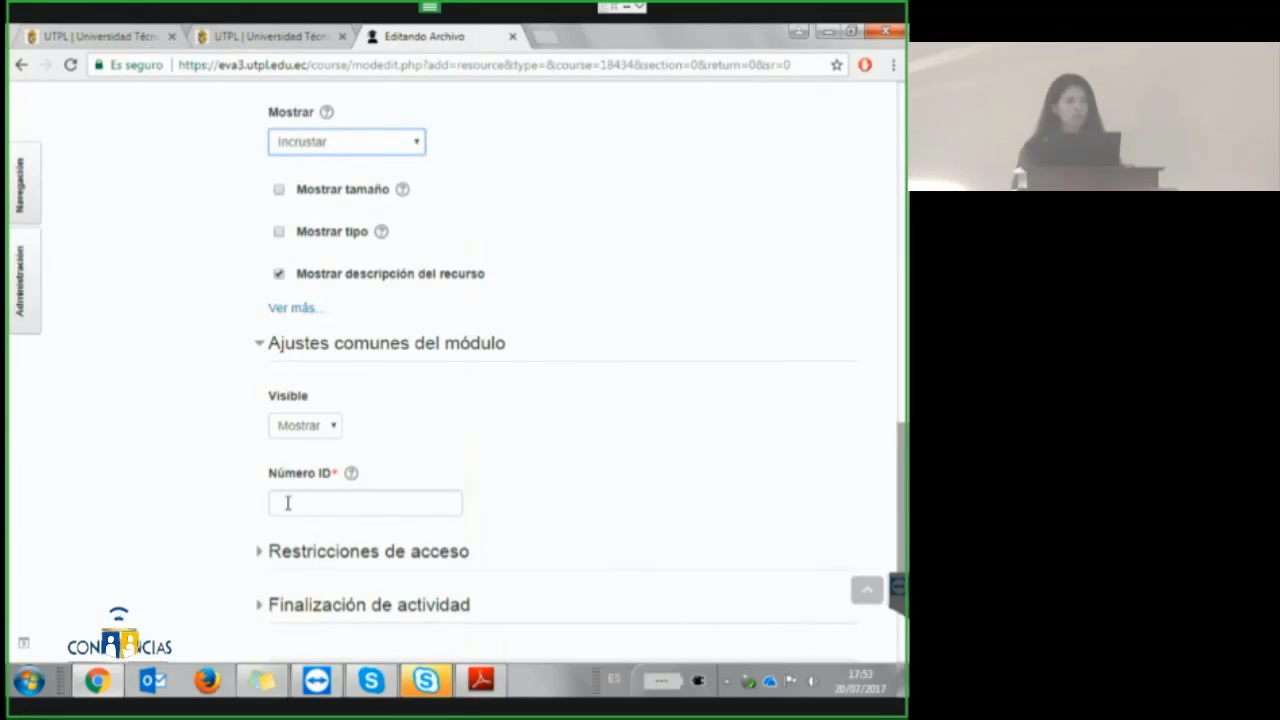 UTPL | Universidad Técni
UTPL | Universidad Técni
Editando Archivo
Es seguro
https://eva3.utpl.edu.ec/course/modedit.php?add=resource&type=&course=18434&section=0&return=0&sr=0
Mostrar
Incrustar
Navegación
Mostrar tamaño
Mostrar tipo
Administración
Mostrar descripción del recurso
Ver más...
Ajustes comunes del módulo
Visible
Mostrar
Número ID*
Restricciones de acceso
Finalización de actividad
ES
17:53
20/07/2017